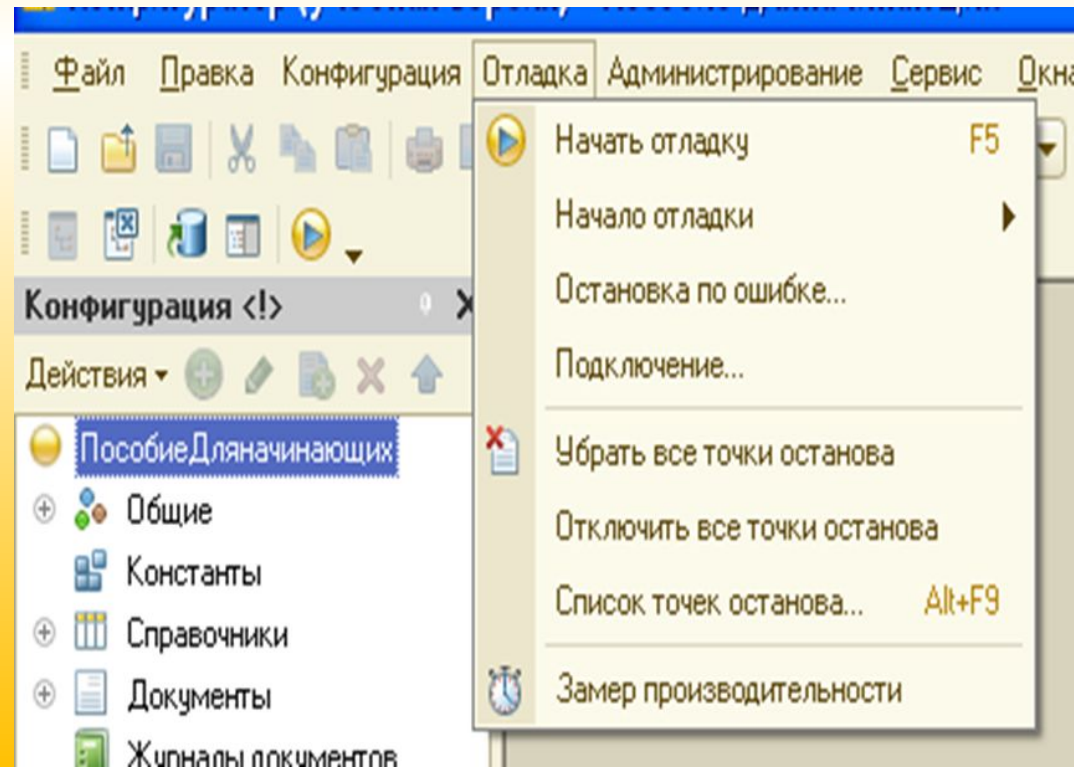 Файл Правка Конфигурация Отладка Администрирование Сервис Окна
Начать отладку F5
Начало отладки
Остановка по ошибке...
Подключение...
Убрать все точки останова
Отключить все точки останова
Список точек останова... Alt+F9
Замер производительности
Конфигурация <!>
Действия
ПособиеДляначинающих
Общие
Константы
Справочники
Документы
Журналы документов